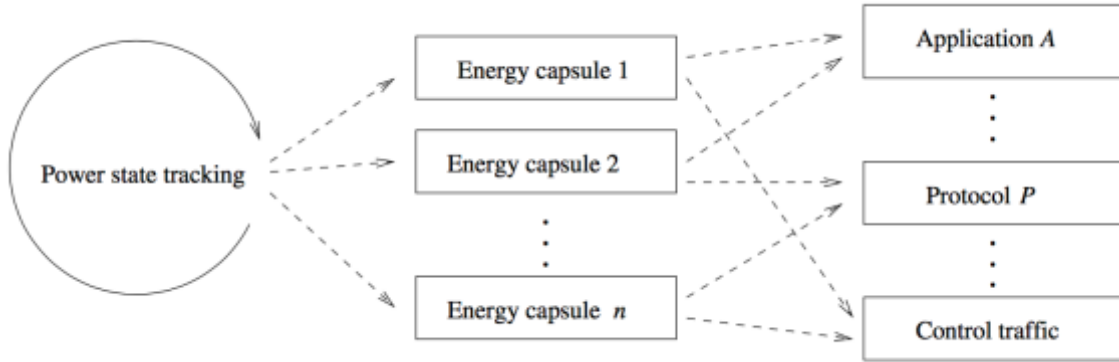 Power state tracking
Energy capsule 1
Energy capsule 2
Energy capsule n
Application A
Protocol P
Control traffic